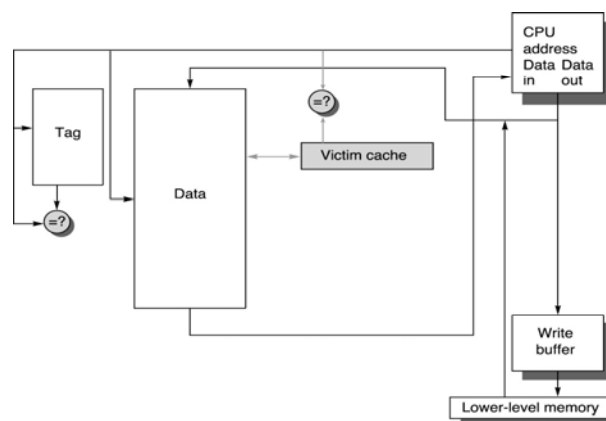 CPU
address
Data Data
in out
=?
Tag
Victim cache
Data
=?
Write
buffer
Lower-level memory